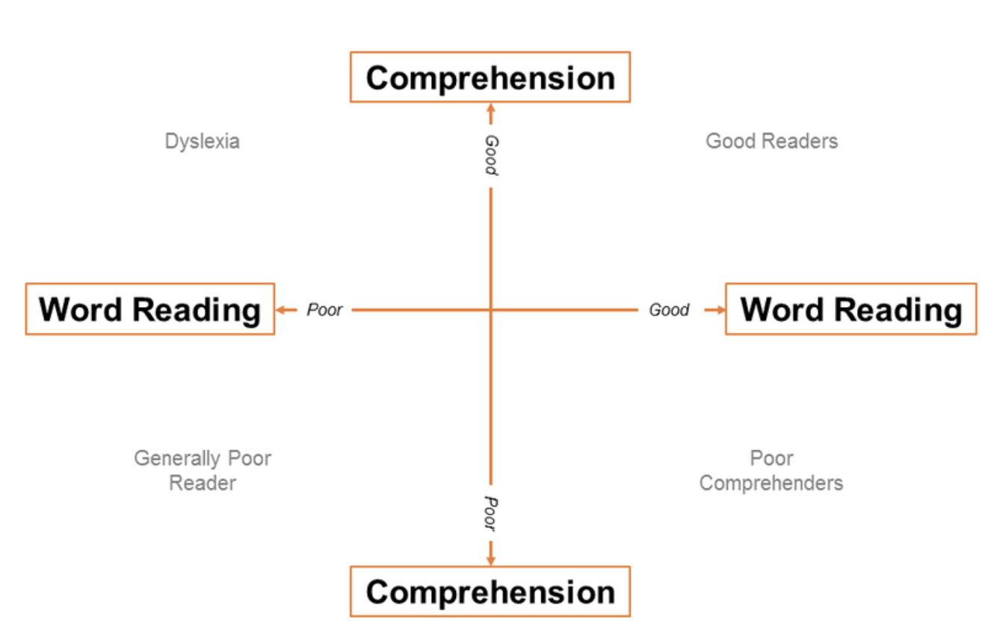 Comprehension
Dyslexia
Good
Good Readers
Word Reading
Poor
Good
Word Reading
Generally Poor
Reader
Poor
Poor
Comprehenders
Comprehension